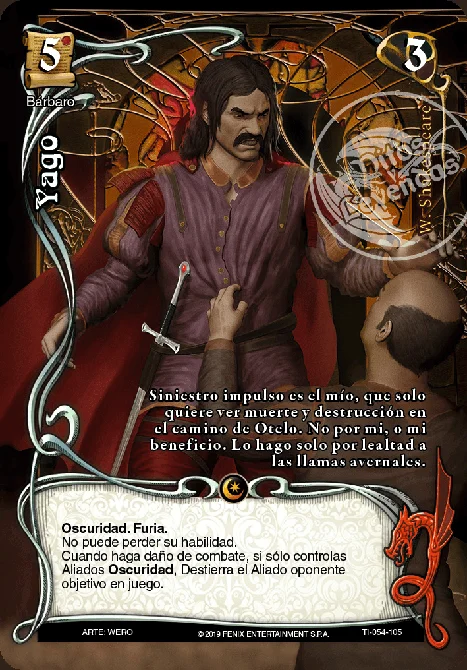 5
3
Bárbaro
Yago
W. Shakespeare
Siniestro impulso es el mío, que solo
quiere ver muerte y destrucción en
el camino de Otelo. No por mi, o mi
beneficio. Lo hago solo por lealtad a
las llamas avernales.
Oscuridad. Furia.
No puede perder su habilidad.
Cuando haga daño de combate, si sólo controlas
Aliados Oscuridad, Destierra el Aliado oponente
objetivo en juego.
ARTE: WERO
© 2019 FENIX ENTERTAINMENT S.P.A.
TI-054-105